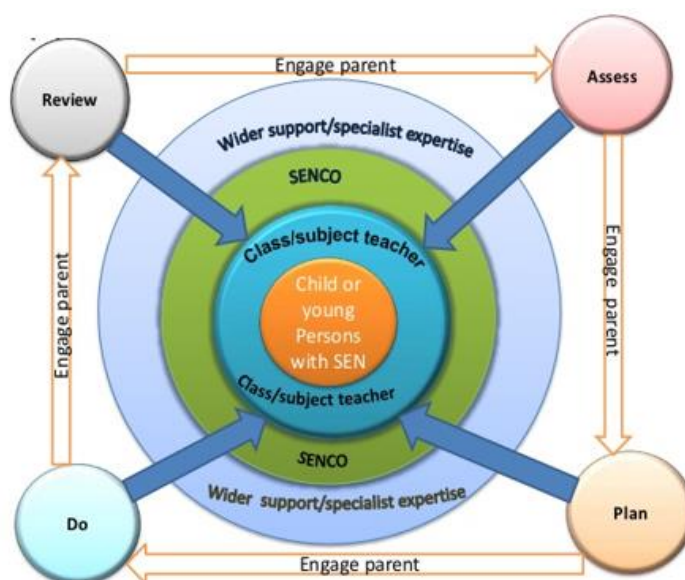 Engage parent
Review
Assess
Wider support/specialist expertise
SENCO
Class/subject teacher
Child or
young
Persons
with SEN
Engage parent
Engage parent
Class/subject teacher
SENCO
Wider support/specialist expertise
Do
Plan
Engage parent